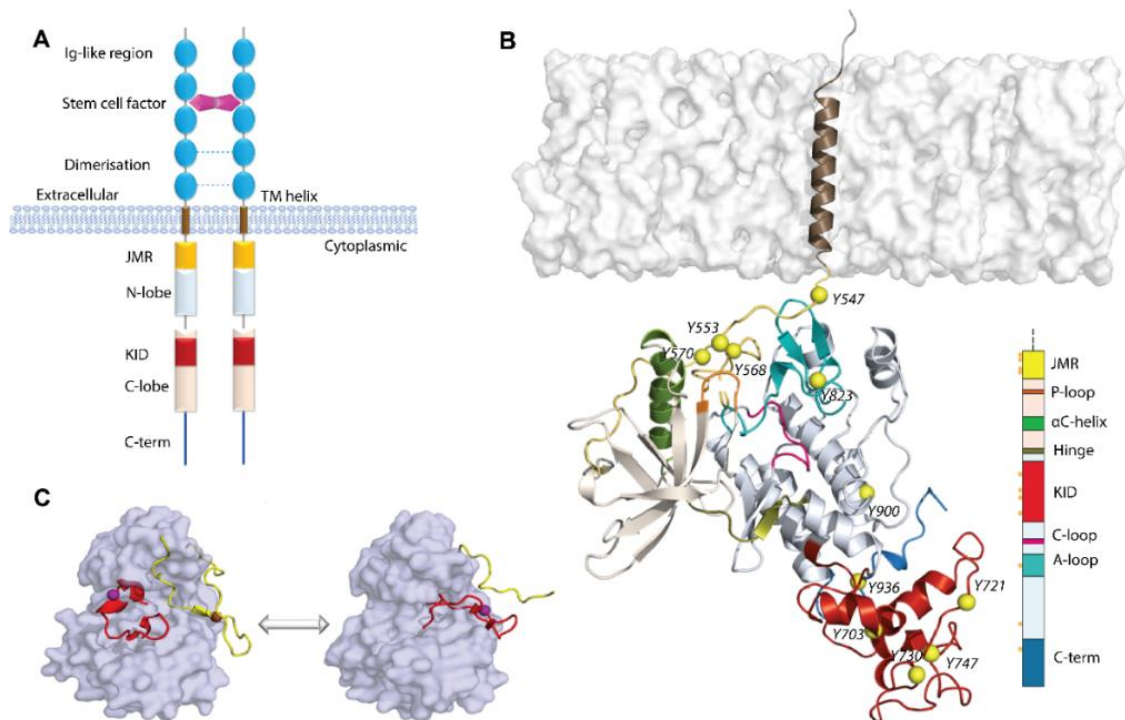 A
Ig-like region
Stem cell factor
Dimerisation
Extracellular
TM helix
Cytoplasmic
JMR
N-lobe
KID
C-lobe
C-term
B
Y547
Y553
Y570
Y568
Y823
Y900
Y936
Y721
Y703
Y730
Y747
JMR
P-loop
αC-helix
Hinge
KID
C-loop
A-loop
C-term
C